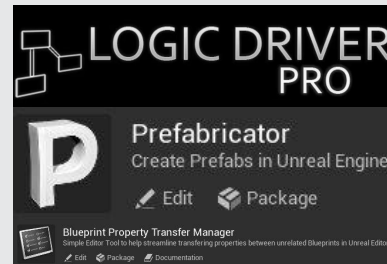 LOGIC DRIVER
PRO
Prefabricator
Create Prefabs in Unreal Engine
Edit Package
Blueprint Property Transfer Manager
Simple Editor Tool to help streamline transfering properties between unrelated Blueprints in Unreal Editor
Edit Package Documentation